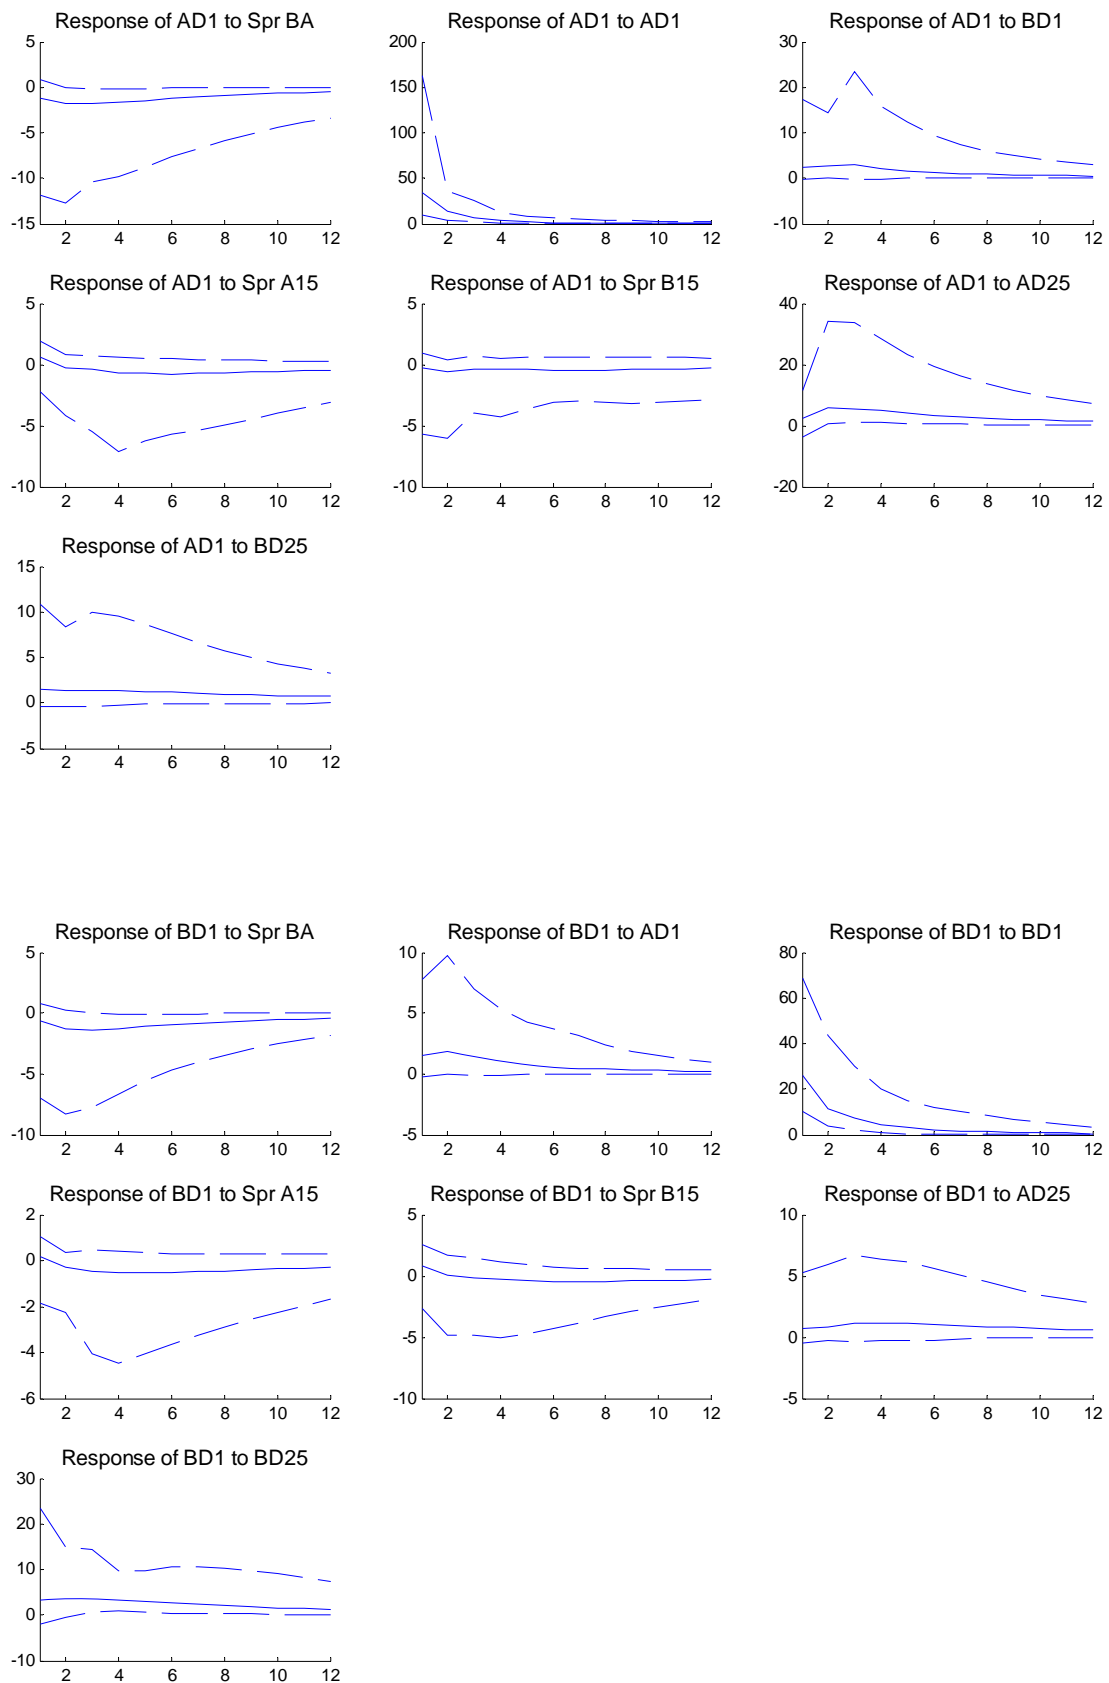 Response of AD1 to Spr BA
5
0
-5
-10
-15
2 4 6 8 10 12
Response of AD1 to AD1
200
150
100
50
0
2 4 6 8 10 12
Response of AD1 to BD1
30
20
10
0
-10
2 4 6 8 10 12
Response of AD1 to Spr A15
5
0
-5
-10
2 4 6 8 10 12
Response of AD1 to Spr B15
5
0
-5
-10
2 4 6 8 10 12
Response of AD1 to AD25
40
20
0
-20
2 4 6 8 10 12
Response of AD1 to BD25
15
10
5
0
-5
2 4 6 8 10 12
Response of BD1 to Spr BA
5
0
-5
-10
2 4 6 8 10 12
Response of BD1 to AD1
10
5
0
-5
2 4 6 8 10 12
Response of BD1 to BD1
80
60
40
20
0
2 4 6 8 10 12
Response of BD1 to Spr A15
2
0
-2
-4
-6
2 4 6 8 10 12
Response of BD1 to Spr B15
5
0
-5
-10
2 4 6 8 10 12
Response of BD1 to AD25
10
5
0
-5
2 4 6 8 10 12
Response of BD1 to BD25
30
20
10
0
-10
2 4 6 8 10 12